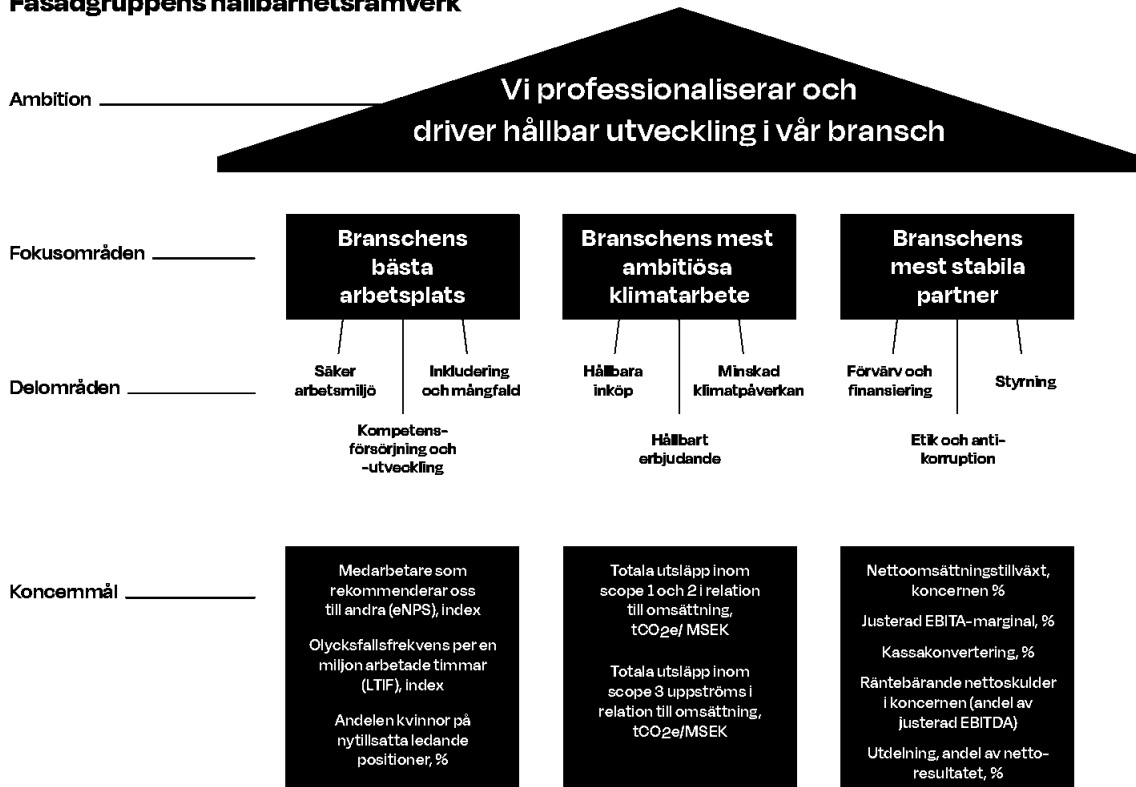 Fasadgruppens hållbarhetsramverk
Ambition
Vi professionaliserar och
driver hållbar utveckling i vår bransch
Fokusområden
Branschens
bästa
arbetsplats
Branschens mest
ambitiösa
klimatarbete
Branschens
mest stabila
partner
Delområden
Säker
arbetsmiljö
Inkludering
och mångfald
Kompetens-
försörjning och
-utveckling
Hållbara
inköp
Minskad
klimatpåverkan
Hållbart
erbjudande
Förvärv och
finansiering
Styrning
Etik och anti-
korruption
Koncernmål
Medarbetare som
rekommenderar oss
till andra (eNPS), index
Olycksfallsfrekvens per en
miljon arbetade timmar
(LTIF), index
Andelen kvinnor på
nytillsatta ledande
positioner, %
Totala utsläpp inom
scope 1 och 2 i relation
till omsättning,
tCO2e/ MSEK
Totala utsläpp inom
scope 3 uppströms i
relation till omsättning,
tCO2e/MSEK
Nettoomsättningstillväxt,
koncernen %
Justerad EBITA-marginal, %
Kassakonvertering, %
Räntebärande nettoskulder
i koncernen (andel av
justerad EBITDA)
Utdelning, andel av netto-
resultatet, %